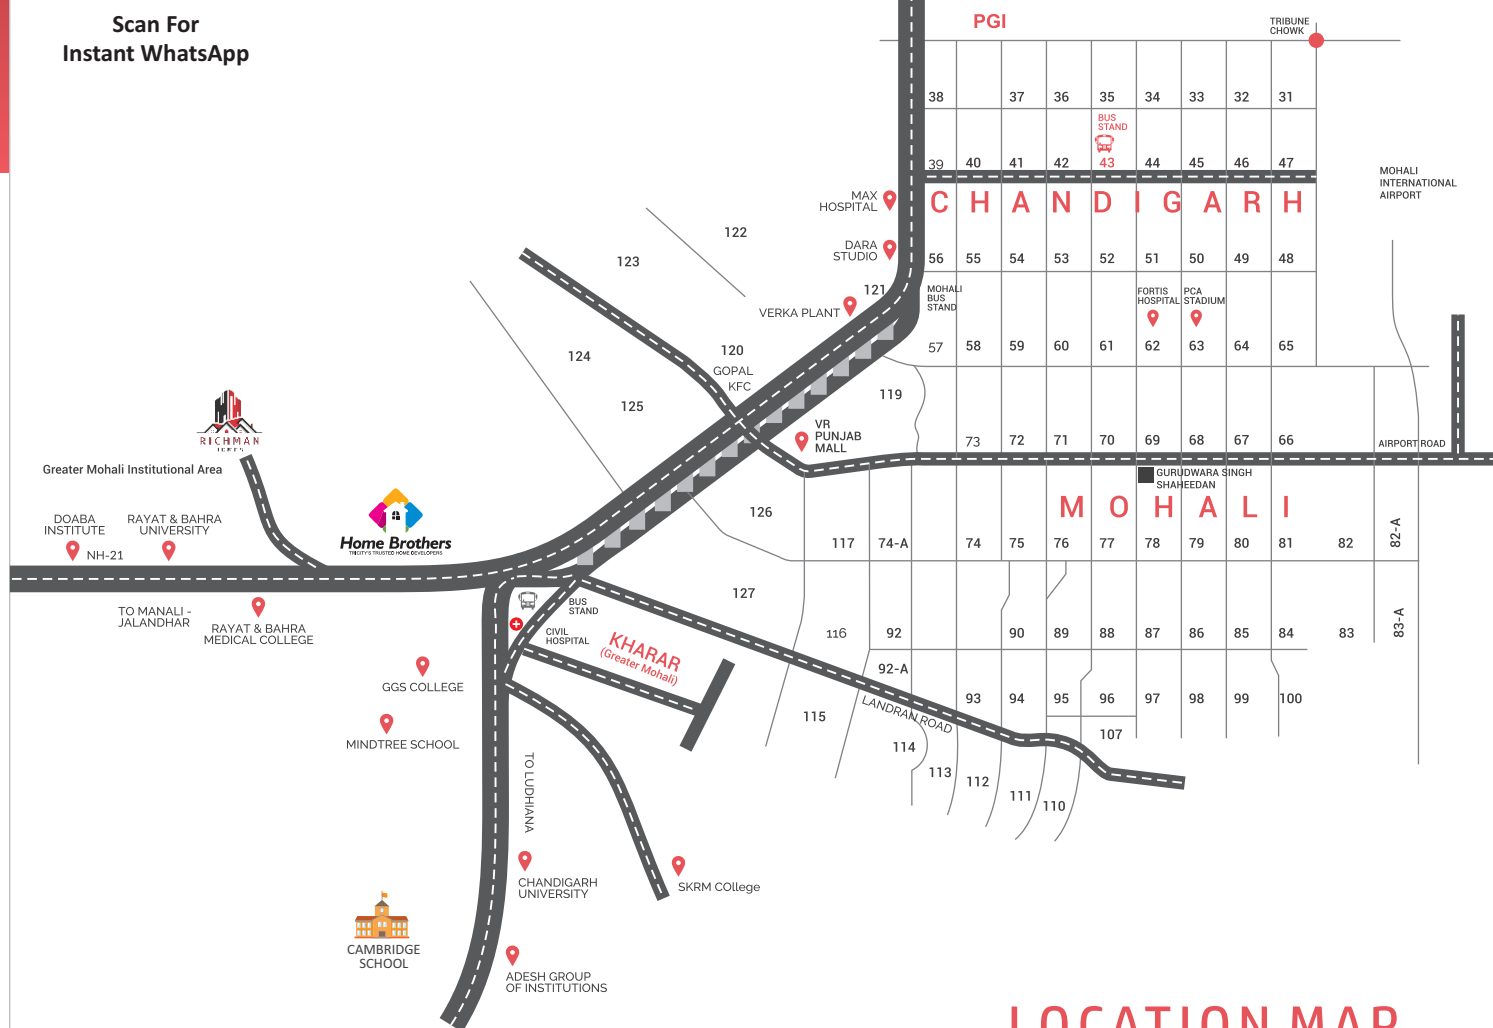 Scan For
Instant WhatsApp
PGI
TRIBUNE
CHOWK
38 37 36 35 34 33 32 31
BUS
STAND
39 40 41 42 43 44 45 46 47
MOHALI
INTERNATIONAL
AIRPORT
MAX
HOSPITAL
CHANDIGARH
DARA
STUDIO
122
123
56 55 54 53 52 51 50 49 48
121
MOHALI
BUS
STAND
FORTIS
HOSPITAL
PCA
STADIUM
VERKA PLANT
124
120
57 58 59 60 61 62 63 64 65
GOPAL
KFC
125
119
VR
PUNJAB
MALL
73 72 71 70 69 68 67 66
AIRPORT ROAD
RICHMAN
Greater Mohali Institutional Area
GURUDWARA SINGH
SHAHEEDAN
MOHALI
DOABA
INSTITUTE
RAYAT & BAHRA
UNIVERSITY
NH-21
Home Brothers
TRICITY'S TRUSTED HOME DEVELOPERS
126
117 74-A 74 75 76 77 78 79 80 81 82 82-A
127
TO MANALI -
JALANDHAR
RAYAT & BAHRA
MEDICAL COLLEGE
BUS
STAND
CIVIL
HOSPITAL
KHARAR
(Greater Mohali)
116 92 90 89 88 87 86 85 84 83 83-A
92-A
GGS COLLEGE
LANDRAN ROAD
93 94 95 96 97 98 99 100
115
MINDTREE SCHOOL
114
107
113
112
111
110
TO LUDHIANA
CHANDIGARH
UNIVERSITY
SKRM COllege
CAMBRIDGE
SCHOOL
ADESH GROUP
OF INSTITUTIONS
LOCATION MAP